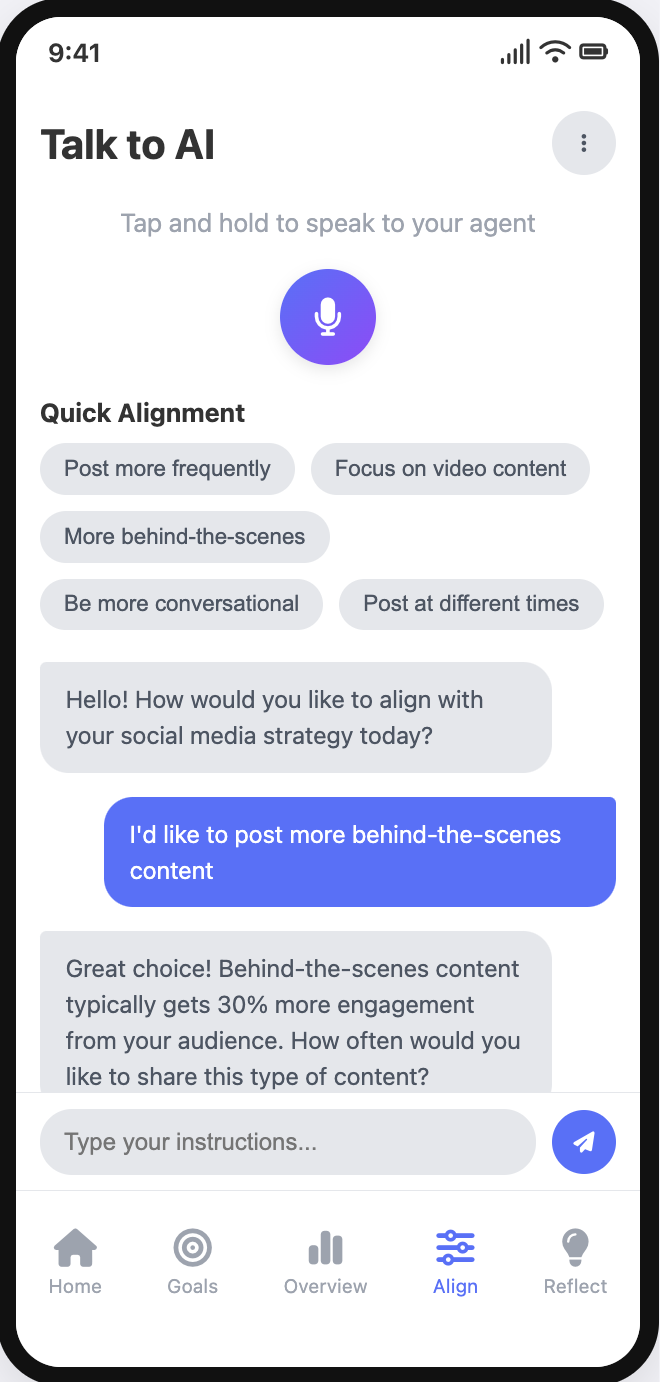 9:41
Talk to AI
Tap and hold to speak to your agent
Quick Alignment
Post more frequently
Focus on video content
More behind-the-scenes
Be more conversational
Post at different times
Hello! How would you like to align with
your social media strategy today?
I'd like to post more behind-the-scenes
content
Great choice! Behind-the-scenes content
typically gets 30% more engagement
from your audience. How often would you
like to share this type of content?
Type your instructions...
Home
Goals
Overview
Align
Reflect